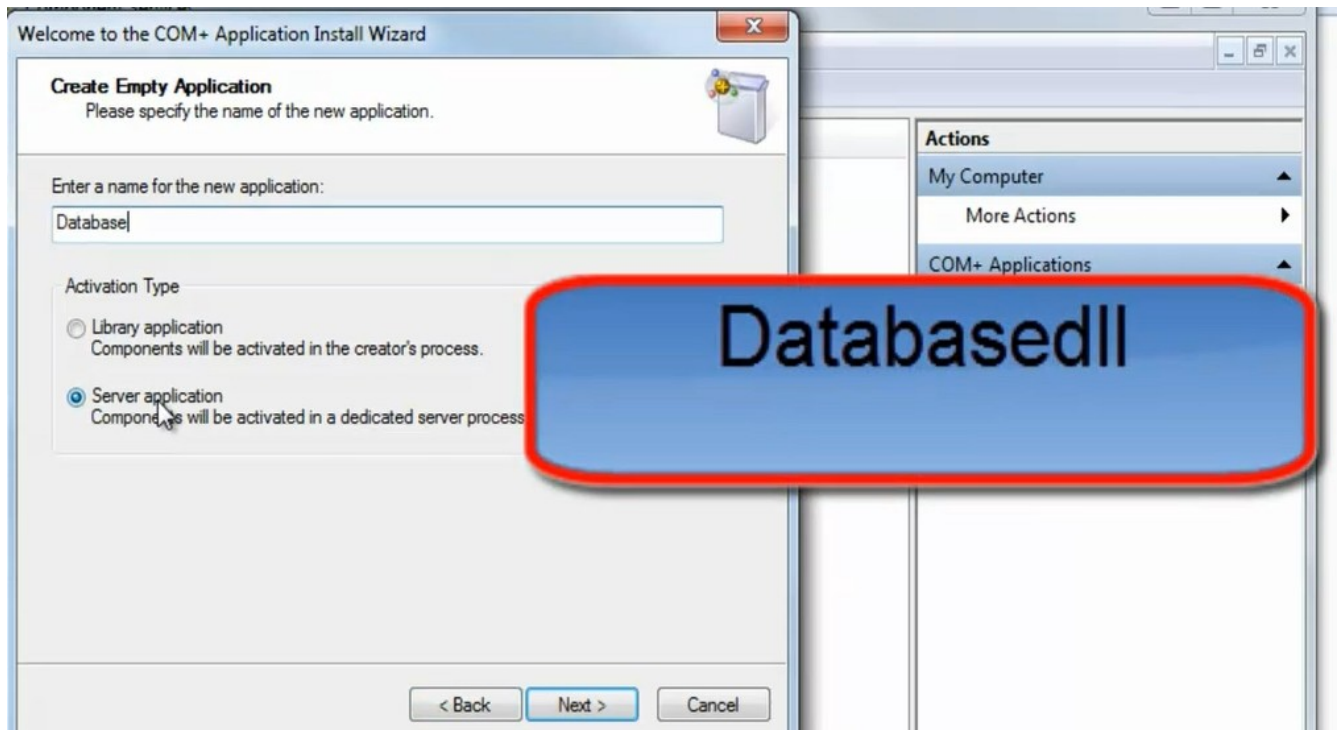 Welcome to the COM+ Application Install Wizard
Create Empty Application
Please specify the name of the new application.
Enter a name for the new application:
Database
Activation Type
Library application
Components will be activated in the creator's process.
Server application
Components will be activated in a dedicated server process
< Back
Next >
Cancel
Actions
My Computer
More Actions
COM+ Applications
Databasedll